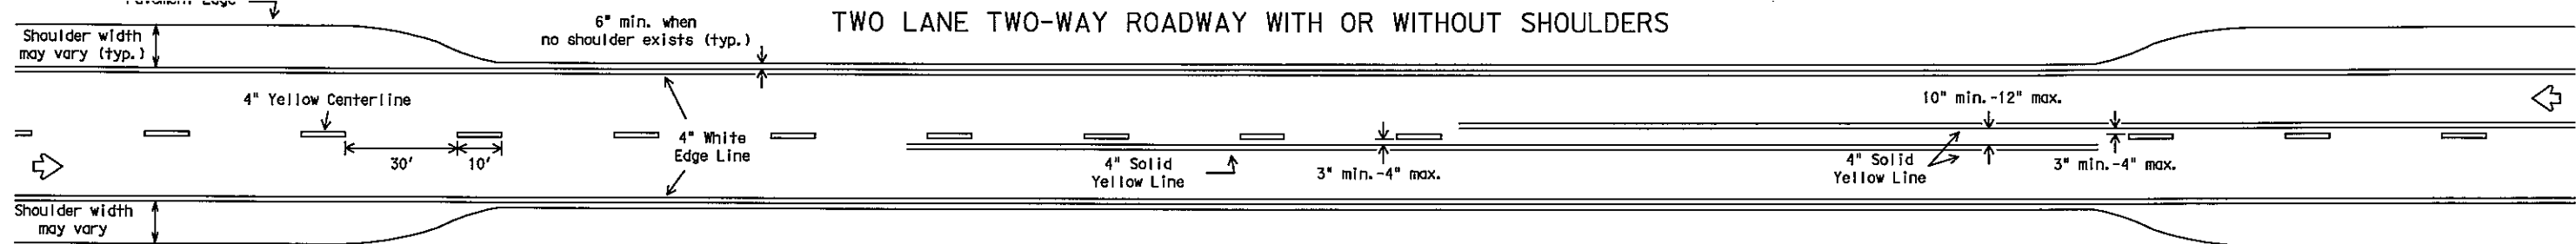 TWO LANE TWO-WAY ROADWAY WITH OR WITHOUT SHOULDERS
Shoulder width
may vary (typ.)
6" min. when
no shoulder exists (typ.)
4" Yellow Centerline
30'
10'
4" White
Edge Line
4" Solid
Yellow Line
3" min.-4" max.
10" min.-12" max.
4" Solid
Yellow Line
3" min.-4" max.
Shoulder width
may vary